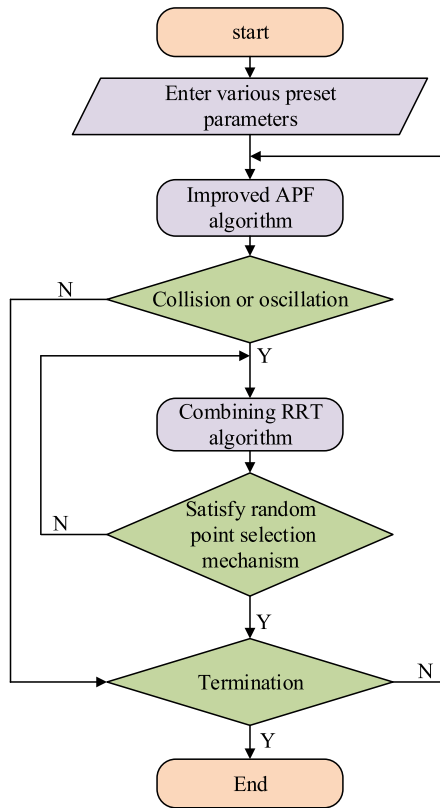 start
Enter various preset
parameters
Improved APF
algorithm
N
Collision or oscillation
Y
Combining RRT
algorithm
N
Satisfy random
point selection
mechanism
Y
Termination
N
Y
End